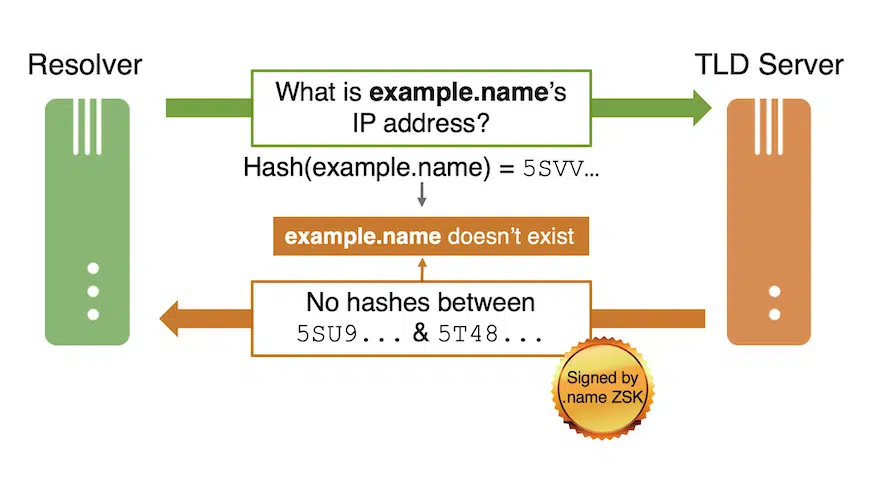 Resolver
TLD Server
What is example.name's
IP address?
Hash(example.name) = 5SVV…
example.name doesn't exist
No hashes between
5SU9... & 5T48...
Signed by
.name ZSK